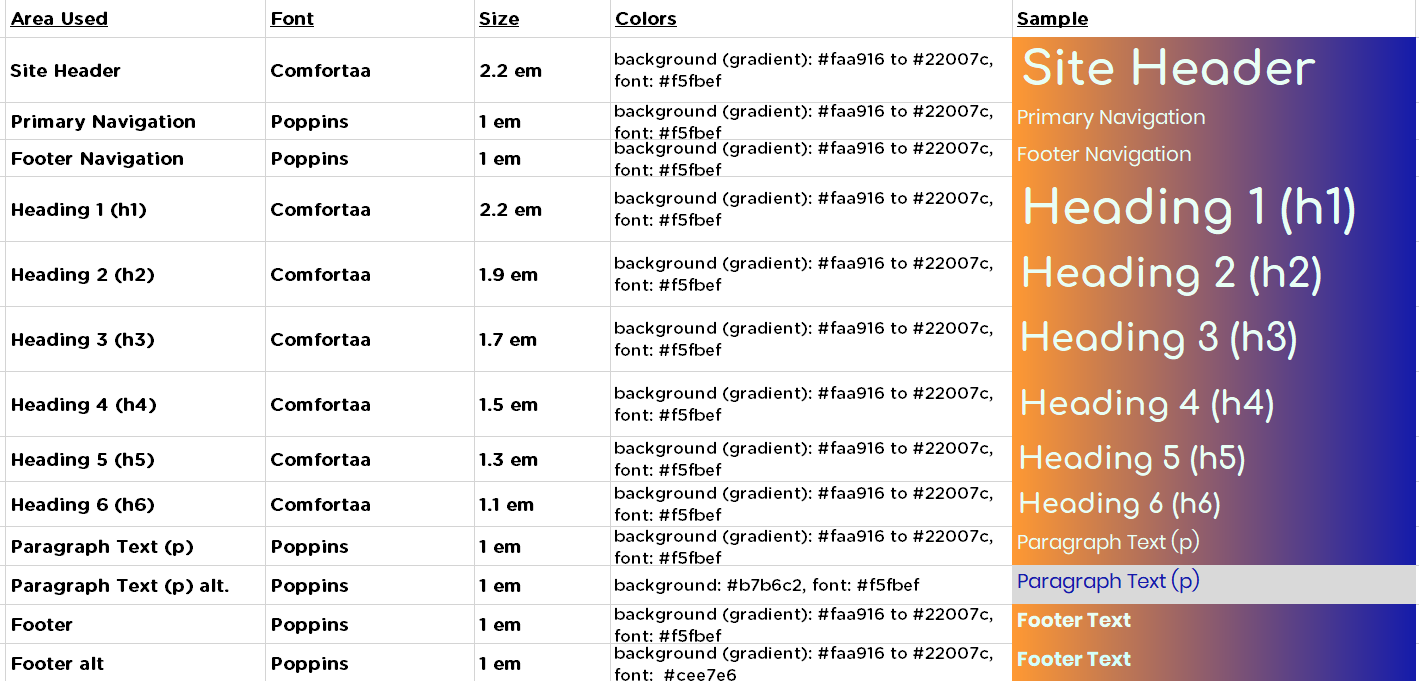 Area Used Font Size Colors Sample
Site Header Comfortaa 2.2 em background (gradient): #faa916 to #22007c, Site Header
font: #f5fbef
Primary Navigation Poppins 1 em background (gradient): #faa916 to #22007c, Primary Navigation
font: #f5fbef
Footer Navigation Poppins 1 em background (gradient): #faa916 to #22007c, Footer Navigation
font: #f5fbef
Heading 1 (h1) Comfortaa 2.2 em background (gradient): #faa916 to #22007c, Heading 1 (h1)
font: #f5fbef
Heading 2 (h2) Comfortaa 1.9 em background (gradient): #faa916 to #22007c, Heading 2 (h2)
font: #f5fbef
Heading 3 (h3) Comfortaa 1.7 em background (gradient): #faa916 to #22007c, Heading 3 (h3)
font: #f5fbef
Heading 4 (h4) Comfortaa 1.5 em background (gradient): #faa916 to #22007c, Heading 4 (h4)
font: #f5fbef
Heading 5 (h5) Comfortaa 1.3 em background (gradient): #faa916 to #22007c, Heading 5 (h5)
font: #f5fbef
Heading 6 (h6) Comfortaa 1.1 em background (gradient): #faa916 to #22007c, Heading 6 (h6)
font: #f5fbef
Paragraph Text (p) Poppins 1 em background (gradient): #faa916 to #22007c, Paragraph Text (p)
font: #f5fbef
Paragraph Text (p) alt. Poppins 1 em background: #b7b6c2, font: #f5fbef Paragraph Text (p)
Footer Poppins 1 em background (gradient): #faa916 to #22007c, Footer Text
font: #f5fbef
Footer alt Poppins 1 em background (gradient): #faa916 to #22007c, Footer Text
font: #cee7e6